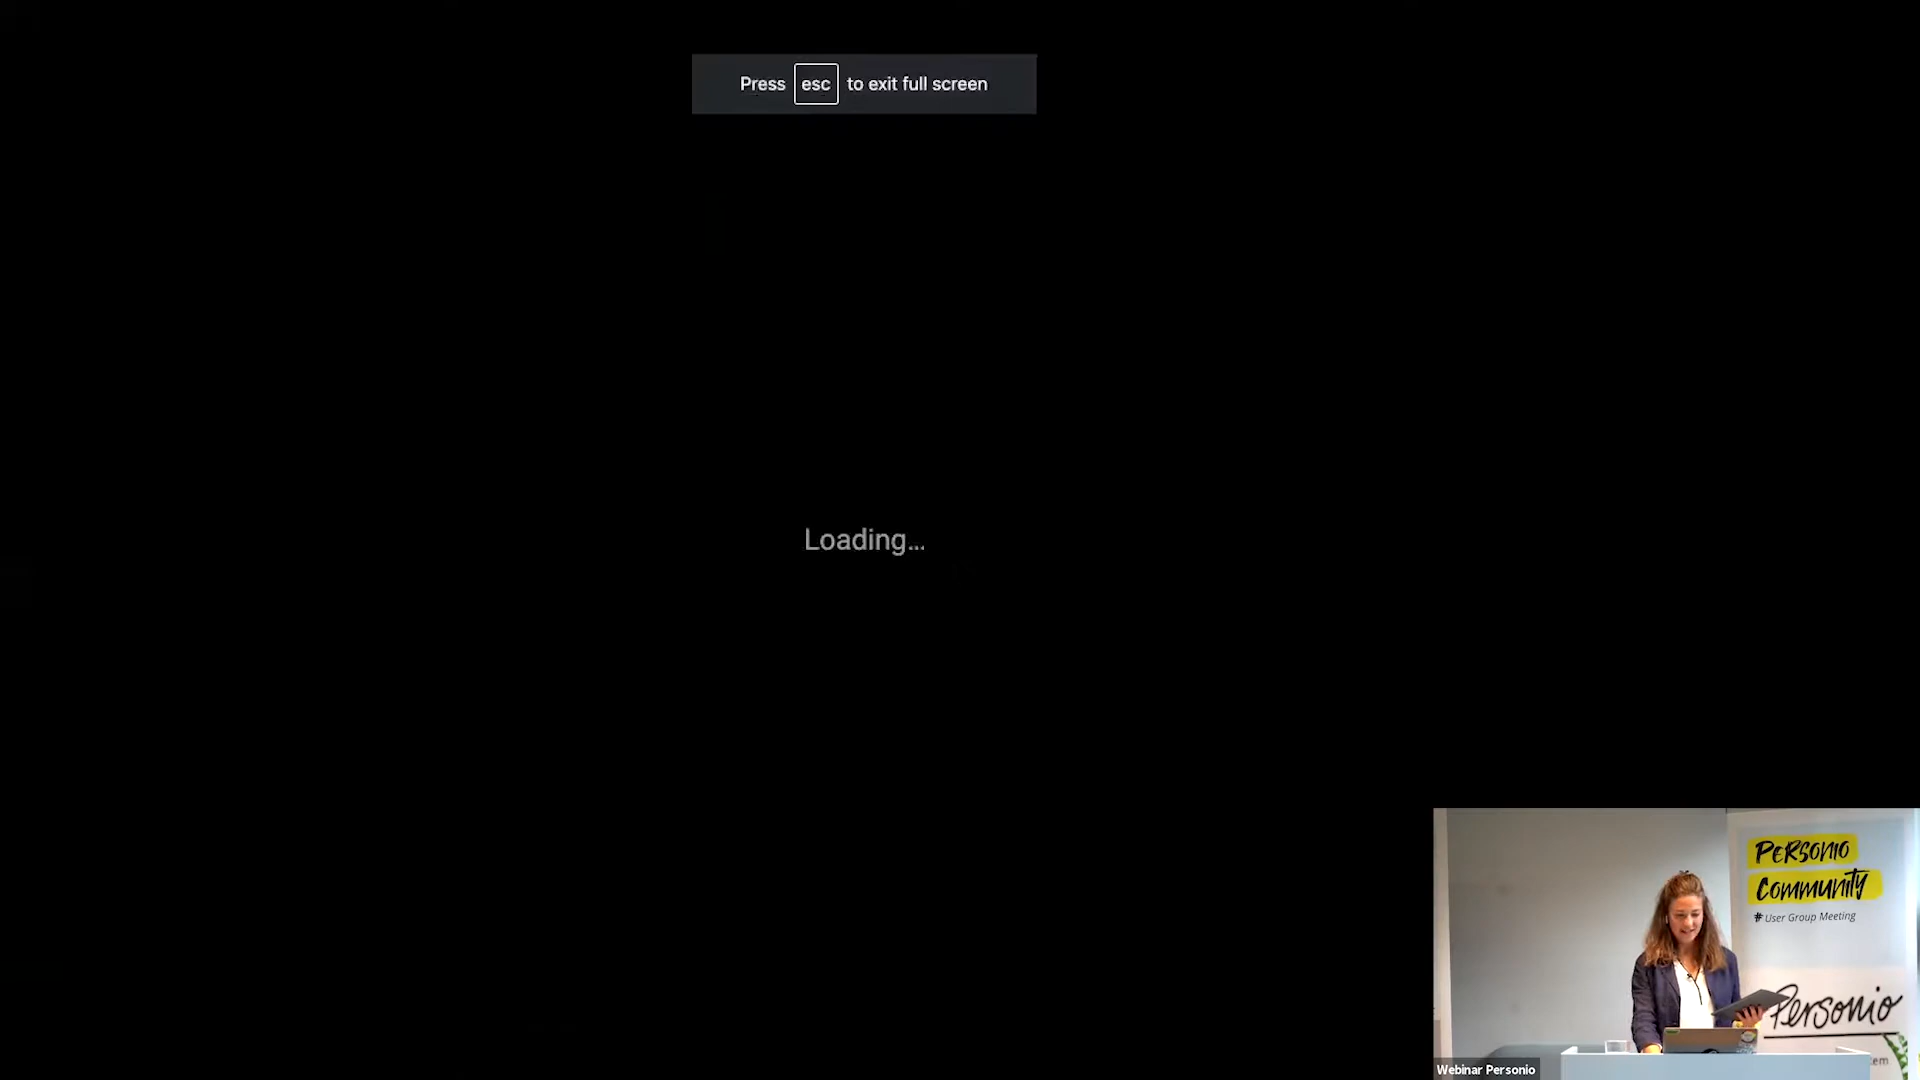 Press esc to exit full screen
Loading...
Personio
Community
# User Group Meeting
Personio
Webinar Personio